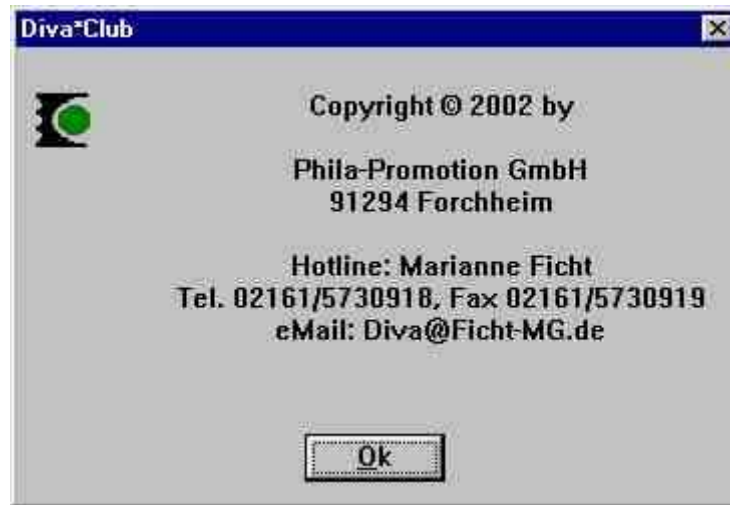 Diva*Club
Copyright © 2002 by
Phila-Promotion GmbH
91294 Forchheim
Hotline: Marianne Ficht
Tel. 02161/5730918, Fax 02161/5730919
eMail: Diva@Ficht-MG.de
Ok